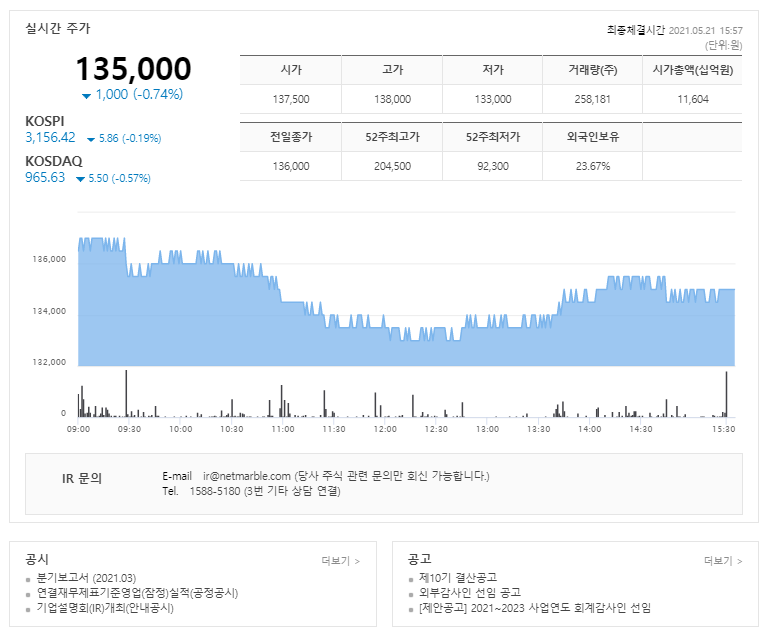 실시간 주가
최종체결시간 2021.05.21 15:57
(단위:원)
135,000
▼ 1,000 (-0.74%)
KOSPI
3,156.42 ▼ 5.86 (-0.19%)
KOSDAQ
965.63 ▼ 5.50 (-0.57%)
시가 고가 저가 거래량(주) 시가총액(십억원)
137,500 138,000 133,000 258,181 11,604
전일종가 52주최고가 52주최저가 외국인보유
136,000 204,500 92,300 23.67%
136,000
134,000
132,000
0
09:00 09:30 10:00 10:30 11:00 11:30 12:00 12:30 13:00 13:30 14:00 14:30 15:30
IR 문의
E-mail ir@netmarble.com (당사 주식 관련 문의만 회신 가능합니다.)
Tel. 1588-5180 (3번 기타 상담 연결)
공시 더보기 >
분기보고서 (2021.03)
연결재무제표기준영업(잠정)실적(공정공시)
기업설명회(IR)개최(안내공시)
공고 더보기 >
제10기 결산공고
외부감사인 선임 공고
[제안공고] 2021~2023 사업연도 회계감사인 선임